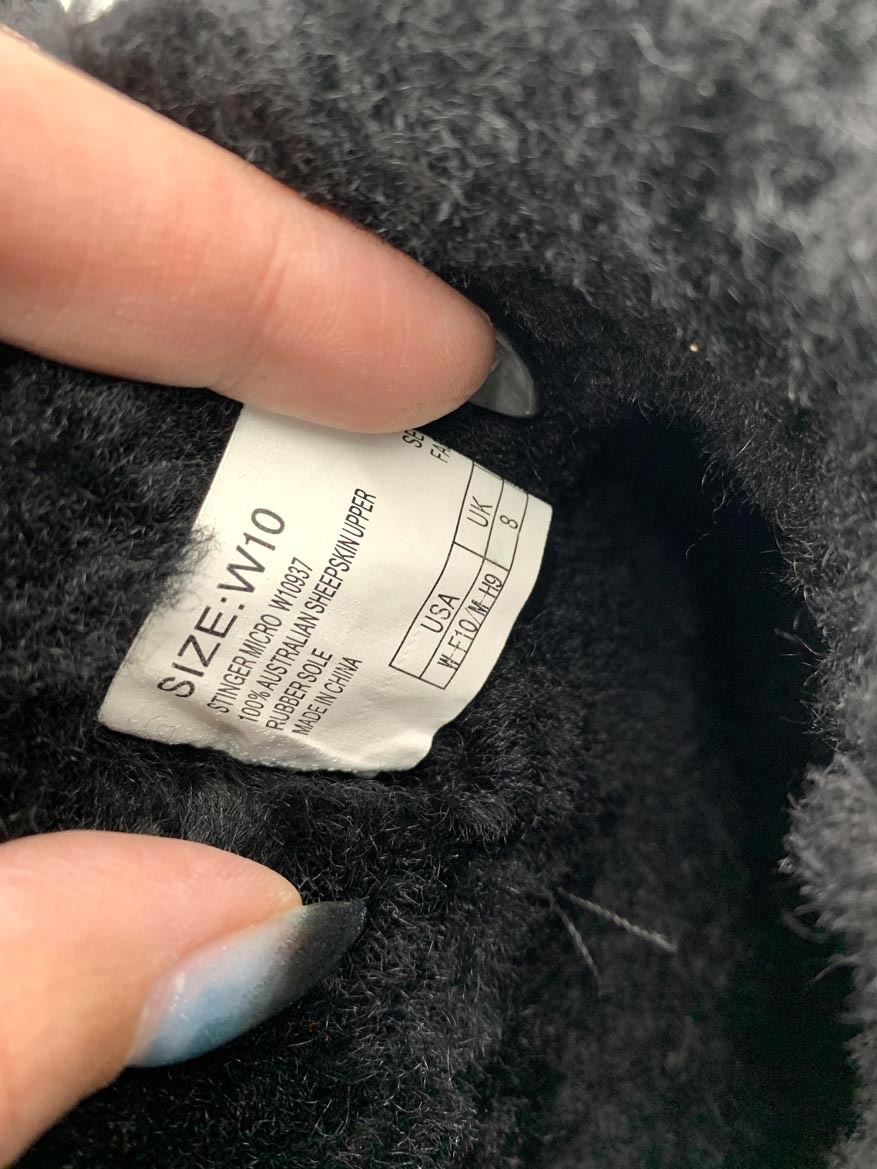 SIZE:W10
STINGER MICRO W10937
100% AUSTRALIAN SHEEPSKIN UPPER
RUBBER SOLE
MADE IN CHINA
USA UK
W-F10/M-H9 8